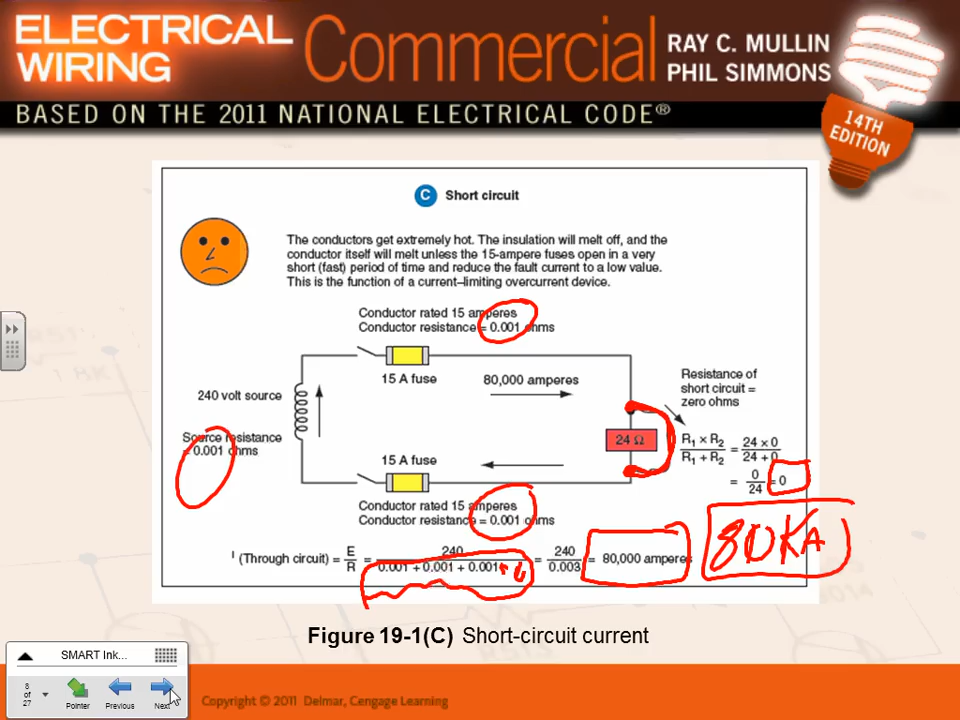 ELECTRICAL
WIRING
Commercial
RAY C. MULLIN
PHIL SIMMONS
BASED ON THE 2011 NATIONAL ELECTRICAL CODE®
14TH
EDITION
C Short circuit
The conductors get extremely hot. The insulation will melt off, and the
conductor itself will melt unless the 15-ampere fuses open in a very
short (fast) period of time and reduce the fault current to a low value.
This is the function of a current–limiting overcurrent device.
Conductor rated 15 amperes
Conductor resistance = 0.001 ohms
15 A fuse
80,000 amperes
240 volt source
Source resistance
= 0.001 ohms
Resistance of
short circuit =
zero ohms
24 Ω
R1 × R2 / R1 + R2 = 24 × 0 / 24 + 0
= 0 / 24 = 0
15 A fuse
Conductor rated 15 amperes
Conductor resistance = 0.001 ohms
I (Through circuit) = E / R = 240 / 0.001 + 0.001 + 0.001 + 0 = 240 / 0.003 = 80,000 amperes
80KA
Figure 19-1(C) Short-circuit current
SMART Ink...
8
of
27
Pointer
Previous
Next
Copyright © 2011 Delmar, Cengage Learning